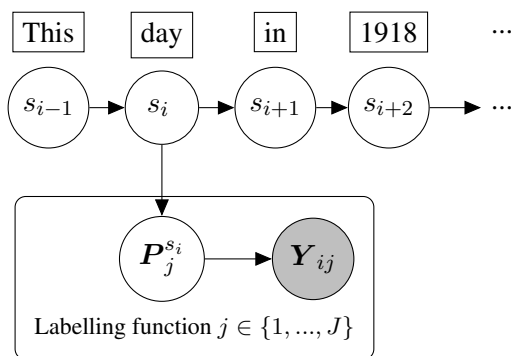 This day in 1918 ...
s_{i−1} s_i s_{i+1} s_{i+2} ...
P_j^{s_i} Y_{ij}
Labelling function j ∈ {1, ..., J}